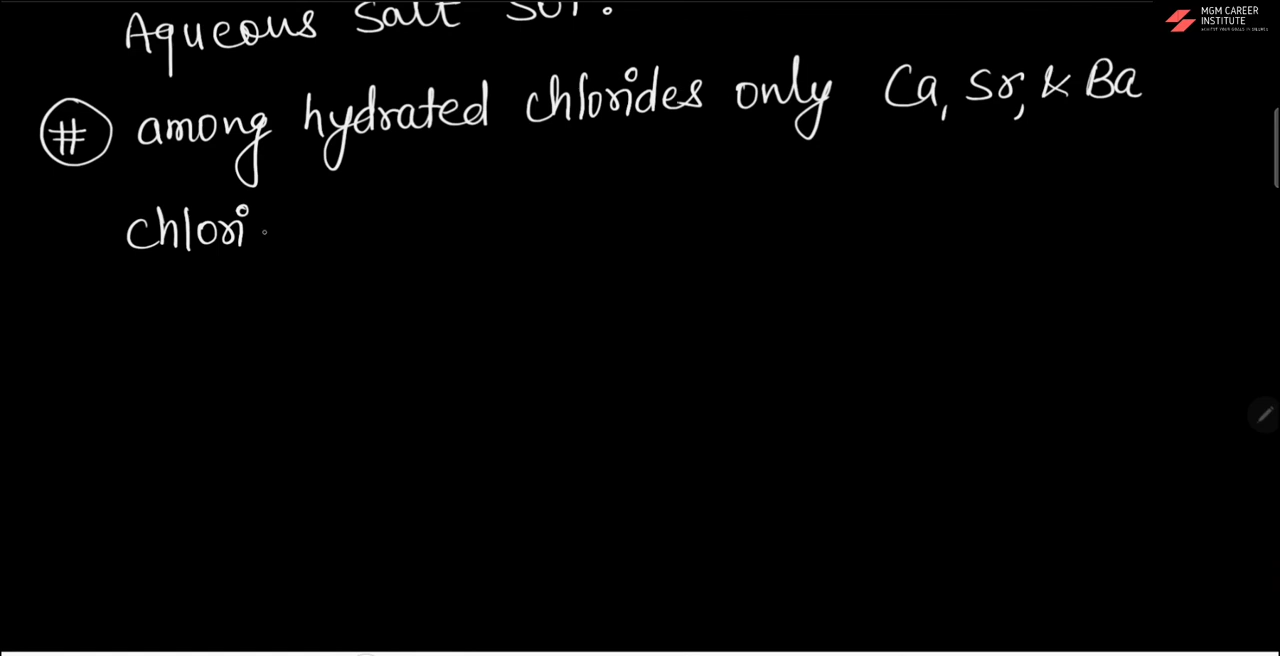 Aqueous Salt Sol.
MGM CAREER
INSTITUTE
# among hydrated chlorides only Ca, Sr, & Ba
chlori